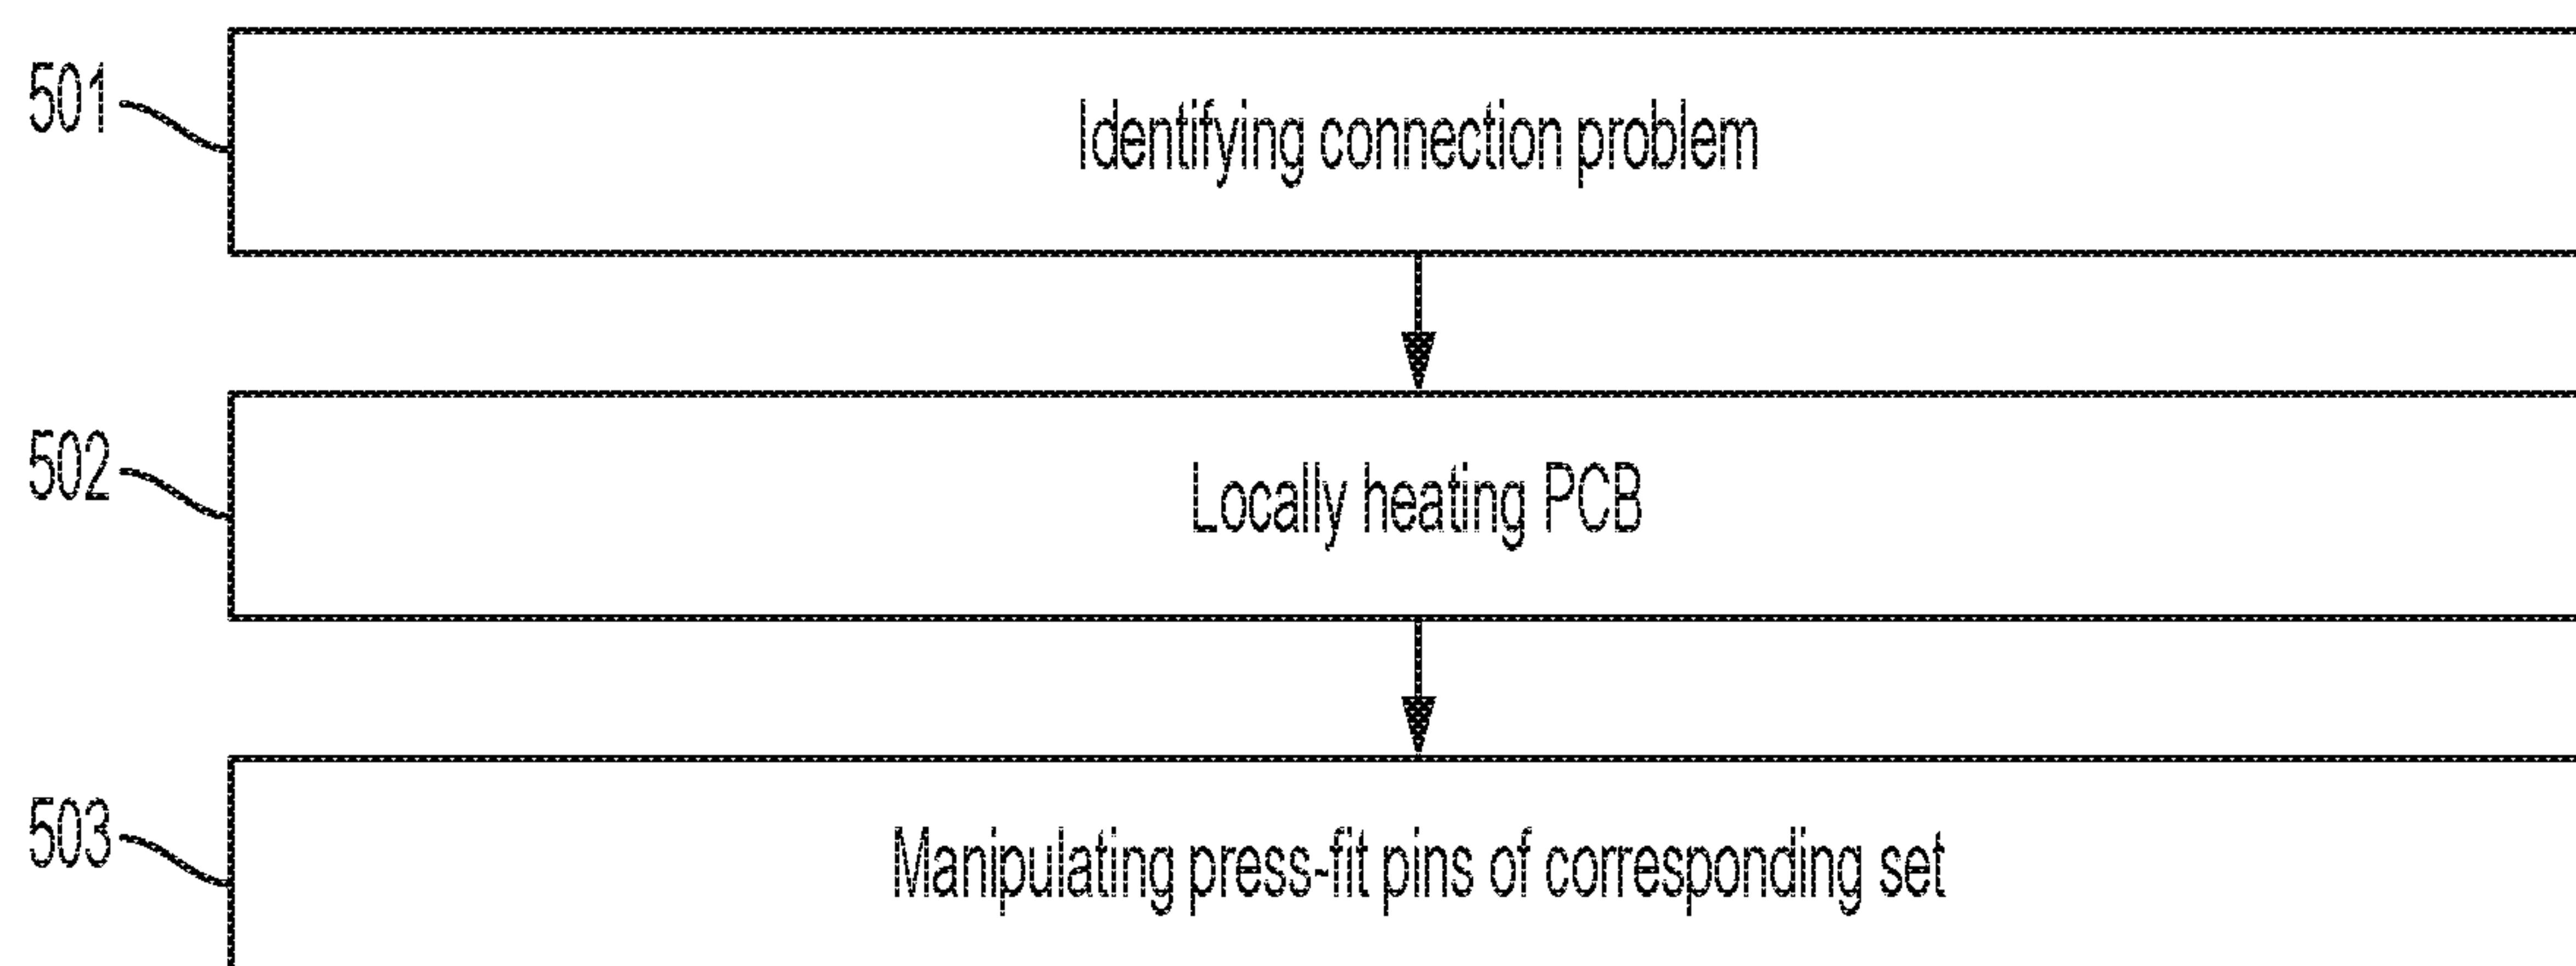 501
Identifying connection problem
502
Locally heating PCB
503
Manipulating press-fit pins of corresponding set